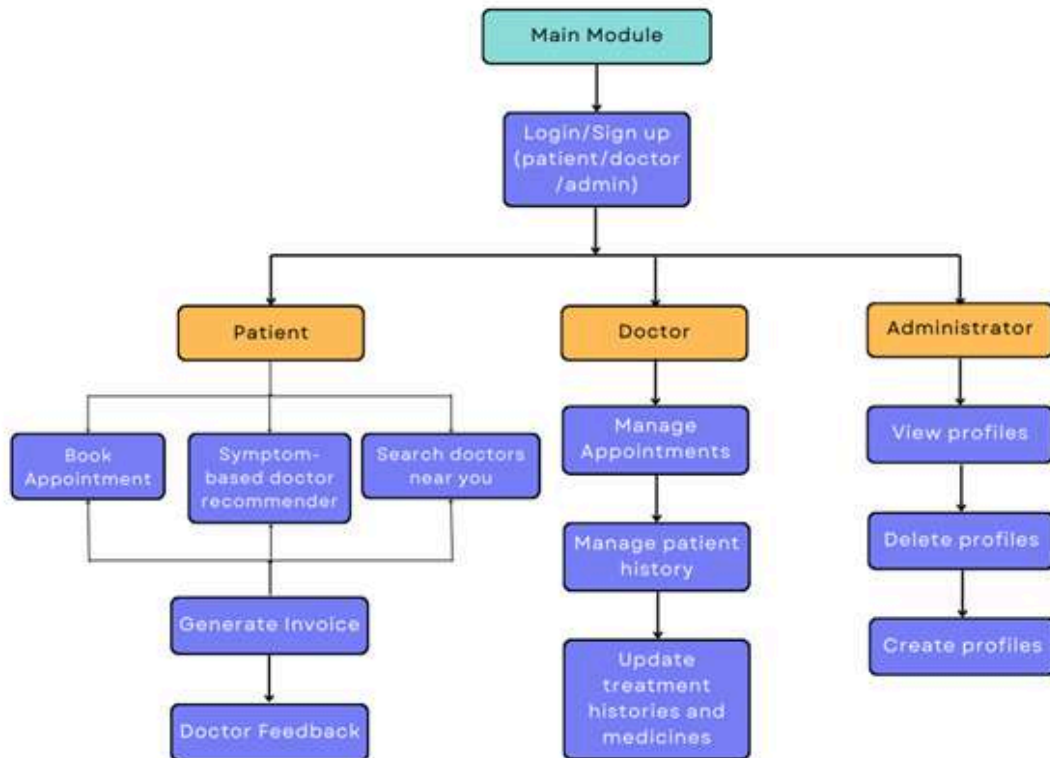 Main Module
Login/Sign up
(patient/doctor
/admin)
Patient
Doctor
Administrator
Book
Appointment
Symptom-
based doctor
recommender
Search doctors
near you
Manage
Appointments
View profiles
Manage patient
history
Delete profiles
Generate Invoice
Update
treatment
histories and
medicines
Create profiles
Doctor Feedback